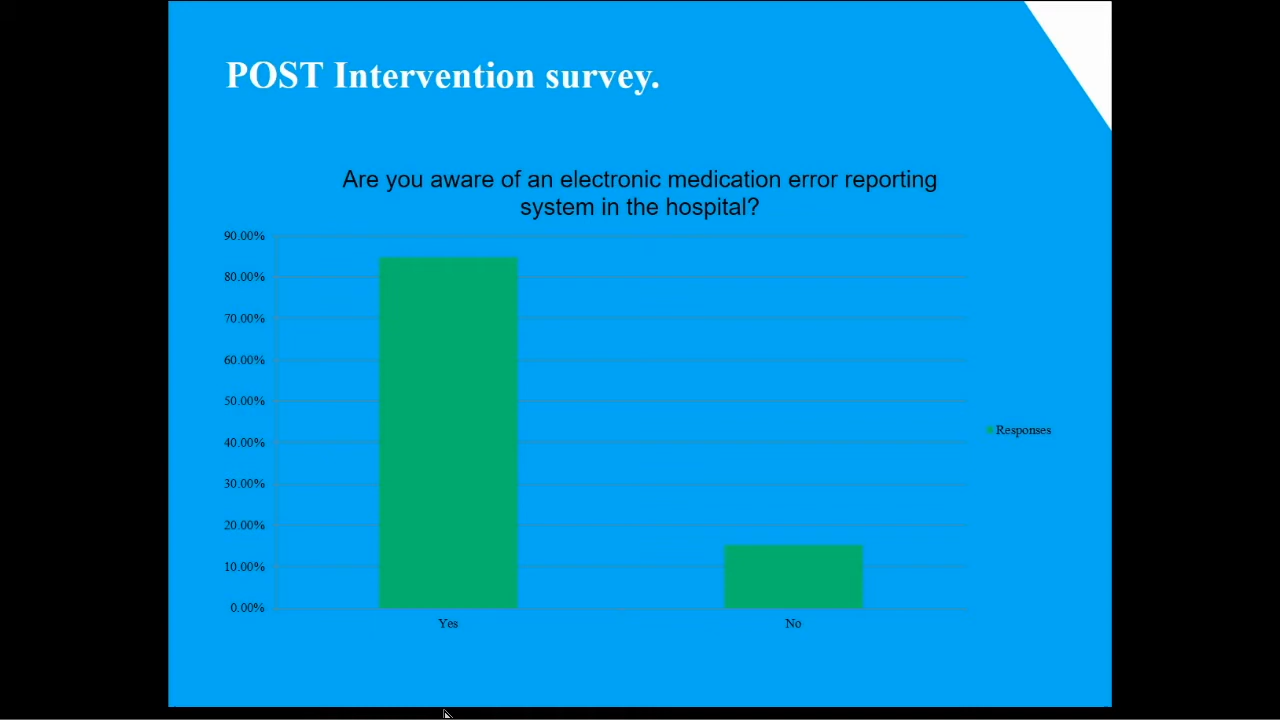 POST Intervention survey.
Are you aware of an electronic medication error reporting
system in the hospital?
90.00%
80.00%
70.00%
60.00%
50.00%
40.00%
30.00%
20.00%
10.00%
0.00%
Yes
No
Responses